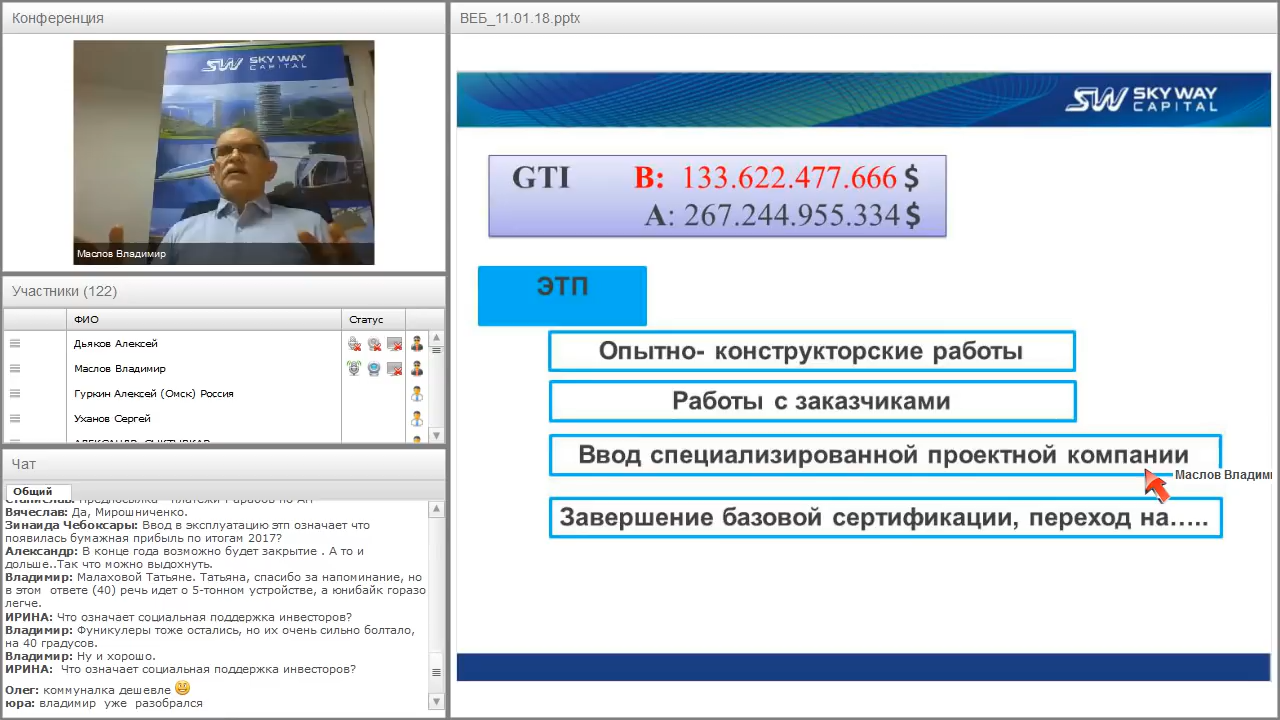 Конференция
SW SKY WAY
CAPITAL
Маслов Владимир
Участники (122)
ФИО
Статус
Дьяков Алексей
Маслов Владимир
Гуркин Алексей (Омск) Россия
Уханов Сергей
Чат
Общий
Вячеслав: Да, Мирошниченко.
Зинаида Чебоксары: Ввод в эксплуатацию этп означает что
появилась бумажная прибыль по итогам 2017?
Александр: В конце года возможно будет закрытие . А то и
дольше..Так что можно выдохнуть.
Владимир: Малаховой Татьяне. Татьяна, спасибо за напоминание, но
в этом ответе (40) речь идет о 5-тонном устройстве, а юнибайк горазо
легче.
ИРИНА: Что означает социальная поддержка инвесторов?
Владимир: Фуникулеры тоже остались, но их очень сильно болтало,
на 40 градусов.
Владимир: Ну и хорошо.
ИРИНА: Что означает социальная поддержка инвесторов?
Олег: коммуналка дешевле
юра: владимир уже разобрался
ВЕБ_11.01.18.pptx
SW SKY WAY
CAPITAL
GTI B: 133.622.477.666 $
A: 267.244.955.334 $
ЭТП
Опытно- конструкторские работы
Работы с заказчиками
Ввод специализированной проектной компании
Маслов Владим
Завершение базовой сертификации, переход на…..